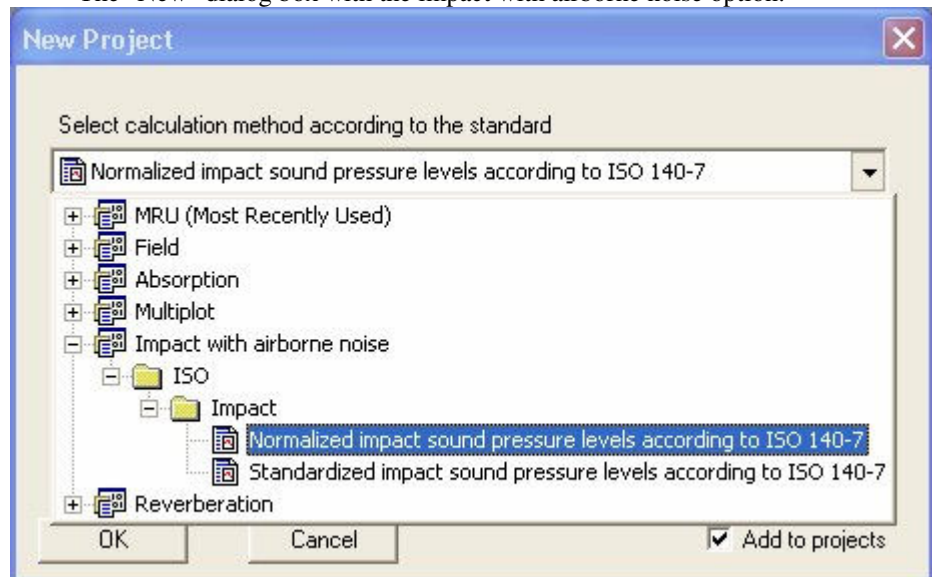 The "New" dialog box with the impact with airborne noise option.
New Project
Select calculation method according to the standard
Normalized impact sound pressure levels according to ISO 140-7
MRU (Most Recently Used)
Field
Absorption
Multiplot
Impact with airborne noise
ISO
Impact
Normalized impact sound pressure levels according to ISO 140-7
Standardized impact sound pressure levels according to ISO 140-7
Reverberation
OK Cancel Add to projects